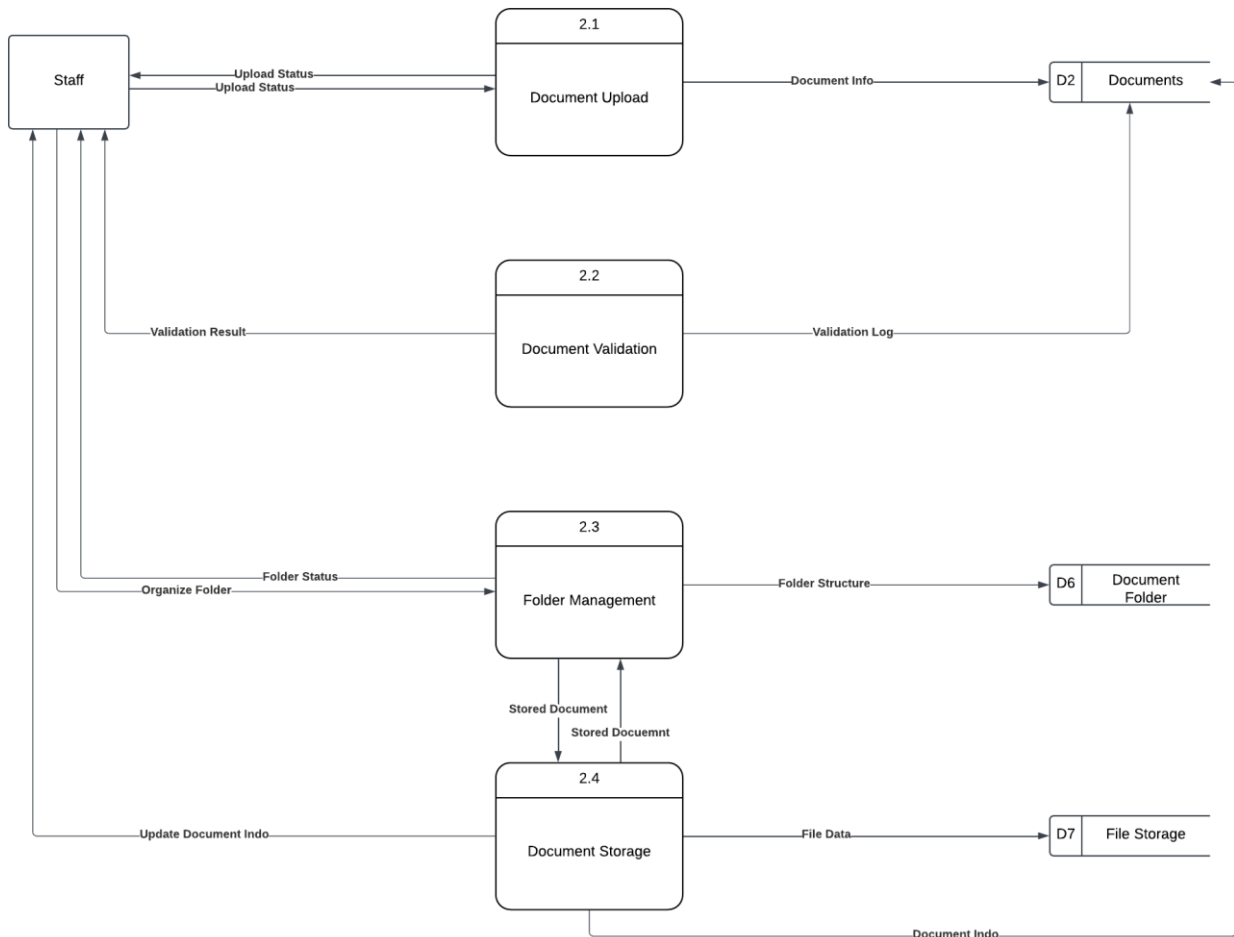 2.1
Staff
Upload Status
Upload Status
Document Upload
Document Info
D2
Documents
2.2
Validation Result
Document Validation
Validation Log
2.3
Folder Status
Organize Folder
Folder Management
Folder Structure
D6
Document
Folder
Stored Document
Stored Docuemnt
2.4
Update Document Indo
Document Storage
File Data
D7
File Storage
Document Indo